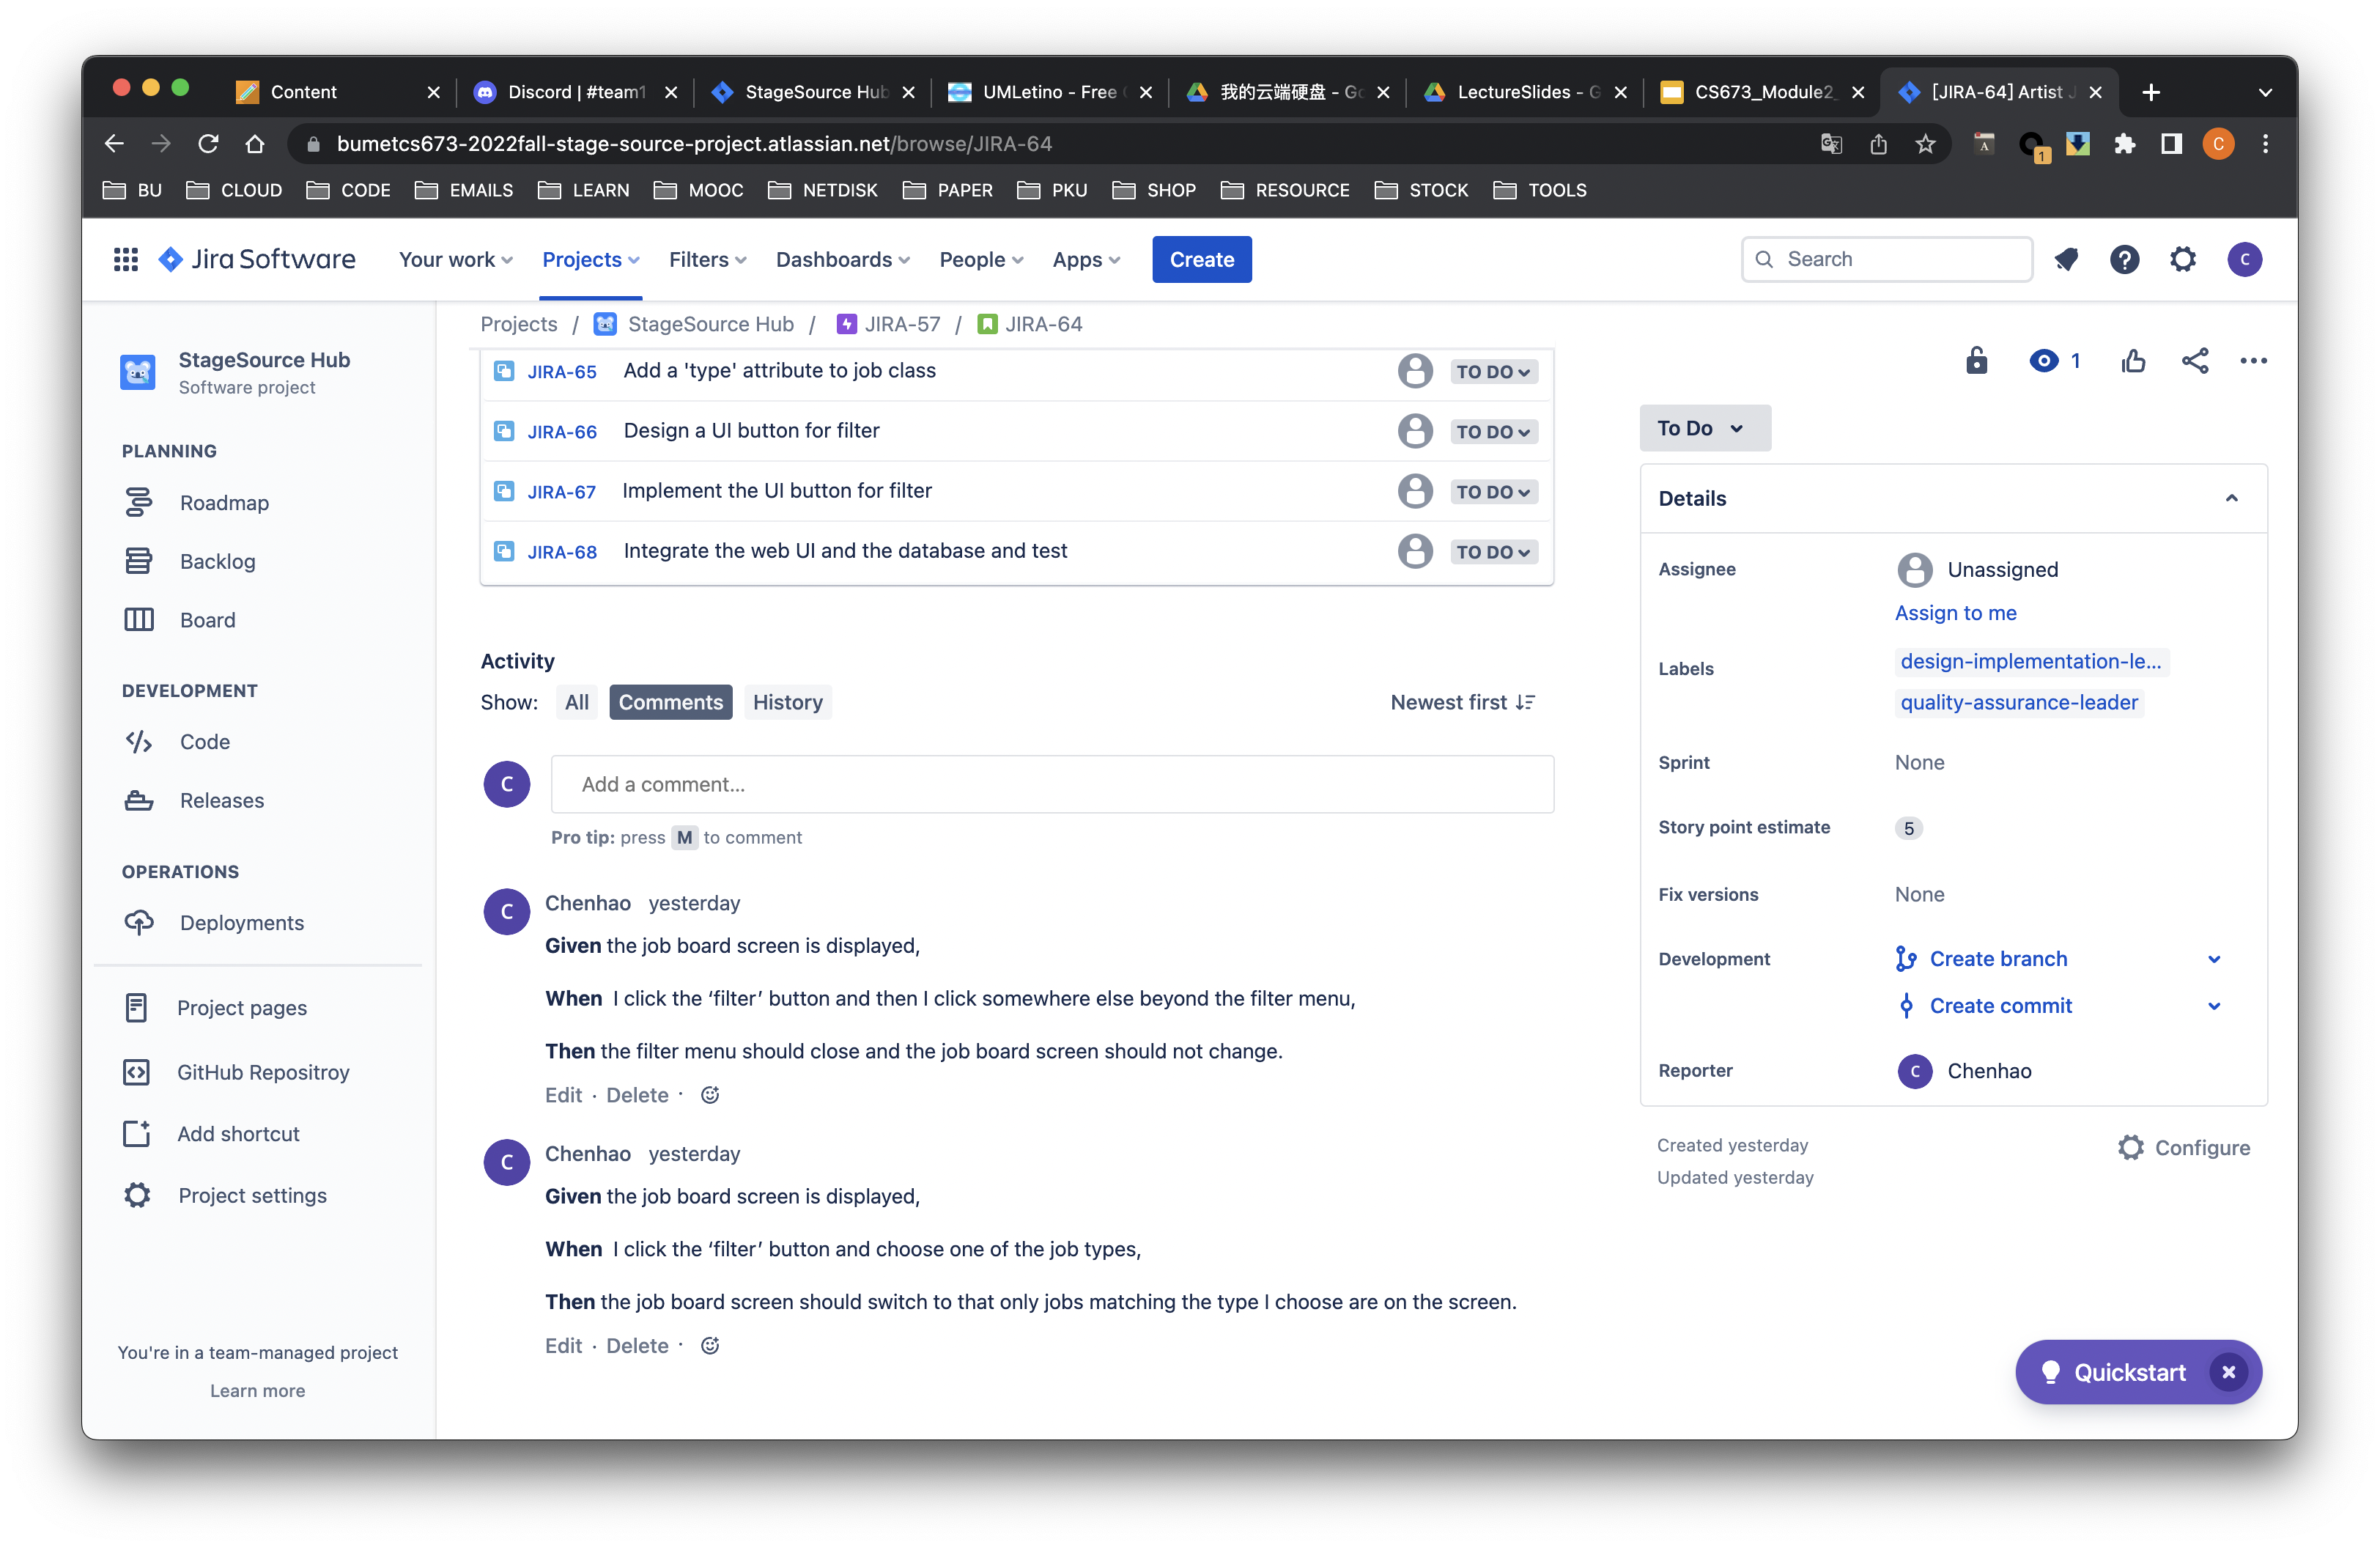 Content
Discord | #team1
StageSource Hub
UMLetino - Free
我的云端硬盘 - Go
LectureSlides - G
CS673_Module2_
[JIRA-64] Artist J
bumetcs673-2022fall-stage-source-project.atlassian.net/browse/JIRA-64
A
1
C
BU
CLOUD
CODE
EMAILS
LEARN
MOOC
NETDISK
PAPER
PKU
SHOP
RESOURCE
STOCK
TOOLS
Jira Software
Your work
Projects
Filters
Dashboards
People
Apps
Create
Search
C
StageSource Hub
Software project
PLANNING
Roadmap
Backlog
Board
DEVELOPMENT
Code
Releases
OPERATIONS
Deployments
Project pages
GitHub Repositroy
Add shortcut
Project settings
You're in a team-managed project
Learn more
Projects / StageSource Hub / JIRA-57 / JIRA-64
JIRA-65 Add a 'type' attribute to job class TO DO
JIRA-66 Design a UI button for filter TO DO
JIRA-67 Implement the UI button for filter TO DO
JIRA-68 Integrate the web UI and the database and test TO DO
Activity
Show: All Comments History Newest first
C
Add a comment...
Pro tip: press M to comment
C
Chenhao yesterday
Given the job board screen is displayed,
When I click the ‘filter’ button and then I click somewhere else beyond the filter menu,
Then the filter menu should close and the job board screen should not change.
Edit · Delete ·
C
Chenhao yesterday
Given the job board screen is displayed,
When I click the ‘filter’ button and choose one of the job types,
Then the job board screen should switch to that only jobs matching the type I choose are on the screen.
Edit · Delete ·
1
To Do
Details
Assignee Unassigned
Assign to me
Labels design-implementation-le...
quality-assurance-leader
Sprint None
Story point estimate 5
Fix versions None
Development Create branch
Create commit
Reporter C Chenhao
Created yesterday
Updated yesterday
Configure
Quickstart